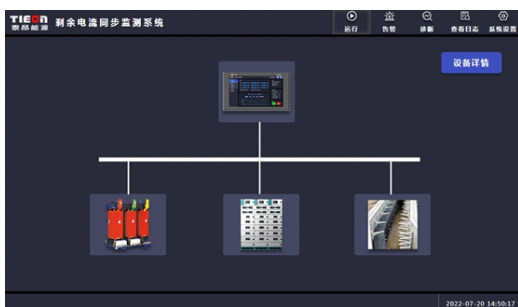 TIEON
泰昂能源
剩余电流同步监测系统
运行
告警
诊断
查看日志
系统设置
设备详情
2022-07-20 14:50:17